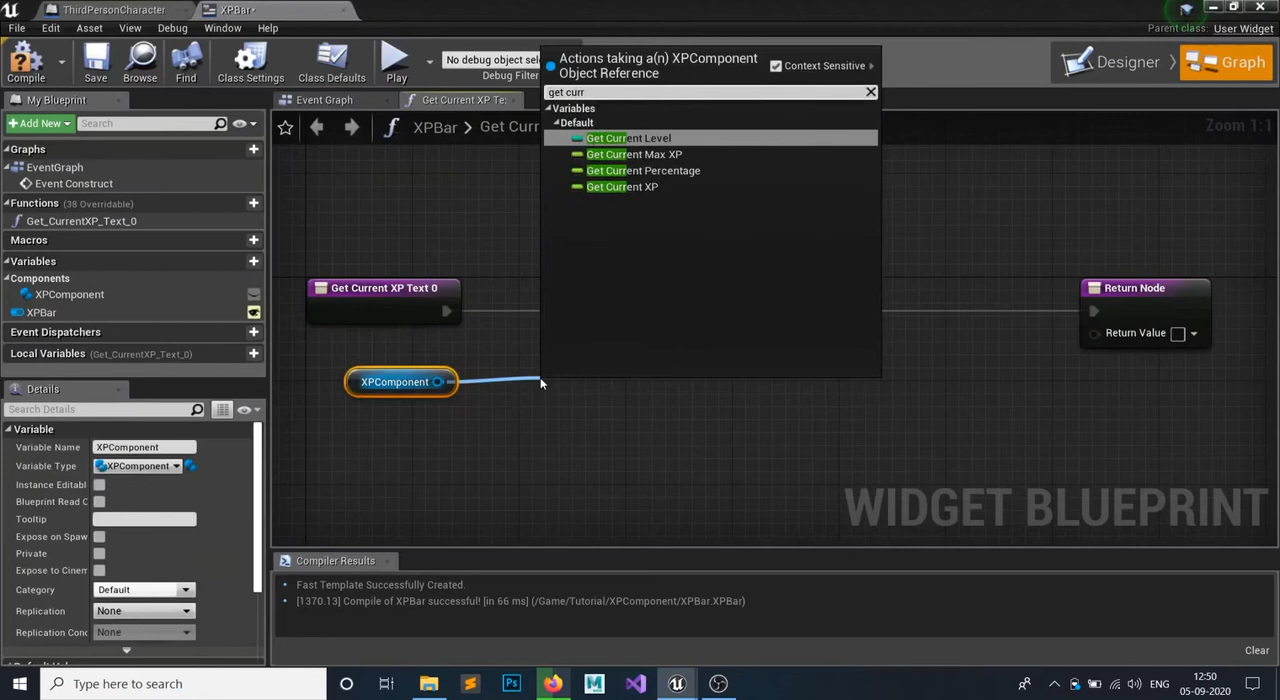 ThirdPersonCharacter
XPBar*
File Edit Asset View Debug Window Help
Parent class: User Widget
Compile
Save
Browse
Find
Class Settings
Class Defaults
Play
No debug object sel
Debug Filter
Designer
Graph
Actions taking a(n) XPComponent
Object Reference
Context Sensitive
get curr
Variables
Default
Get Current Level
Get Current Max XP
Get Current Percentage
Get Current XP
My Blueprint
Add New
Search
Graphs
EventGraph
Event Construct
Functions (38 Overridable)
Get_CurrentXP_Text_0
Macros
Variables
Components
XPComponent
XPBar
Event Dispatchers
Local Variables (Get_CurrentXP_Text_0)
Event Graph
Get Current XP Te
XPBar > Get Curr
Zoom 1:1
Get Current XP Text 0
XPComponent
Return Node
Return Value
WIDGET BLUEPRINT
Details
Search Details
Variable
Variable Name XPComponent
Variable Type XPComponent
Instance Editabl
Blueprint Read C
Tooltip
Expose on Spaw
Private
Expose to Cinem
Category Default
Replication None
Replication Conc None
Compiler Results
Fast Template Successfully Created.
[1370.13] Compile of XPBar successful! [in 66 ms] (/Game/Tutorial/XPComponent/XPBar.XPBar)
Clear
Type here to search
Ps
M
ENG
12:50
05-09-2020